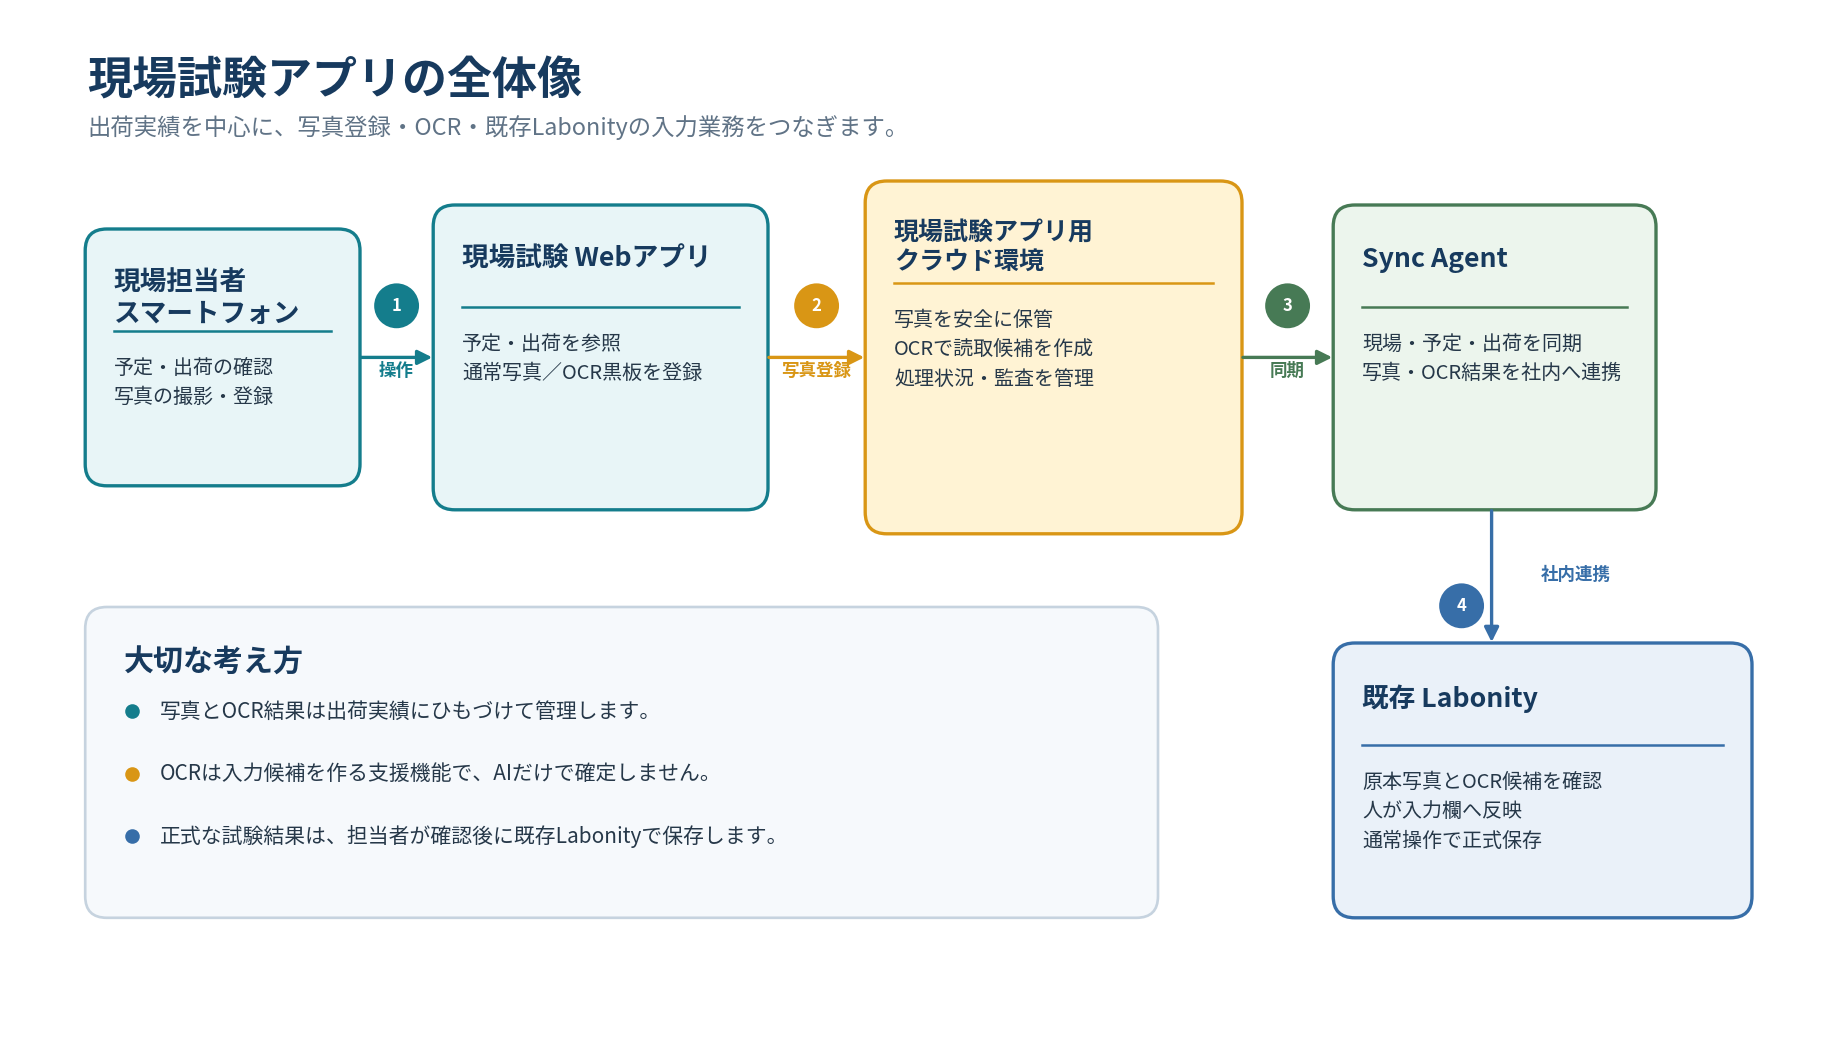 現場試験アプリの全体像
出荷実績を中心に、写真登録・OCR・既存Labonityの入力業務をつなぎます。
現場担当者
スマートフォン
予定・出荷の確認
写真の撮影・登録
1
操作
現場試験 Webアプリ
予定・出荷を参照
通常写真／OCR黒板を登録
2
写真登録
現場試験アプリ用
クラウド環境
写真を安全に保管
OCRで読取候補を作成
処理状況・監査を管理
3
同期
Sync Agent
現場・予定・出荷を同期
写真・OCR結果を社内へ連携
社内連携
4
既存 Labonity
原本写真とOCR候補を確認
人が入力欄へ反映
通常操作で正式保存
大切な考え方
写真とOCR結果は出荷実績にひもづけて管理します。
OCRは入力候補を作る支援機能で、AIだけで確定しません。
正式な試験結果は、担当者が確認後に既存Labonityで保存します。